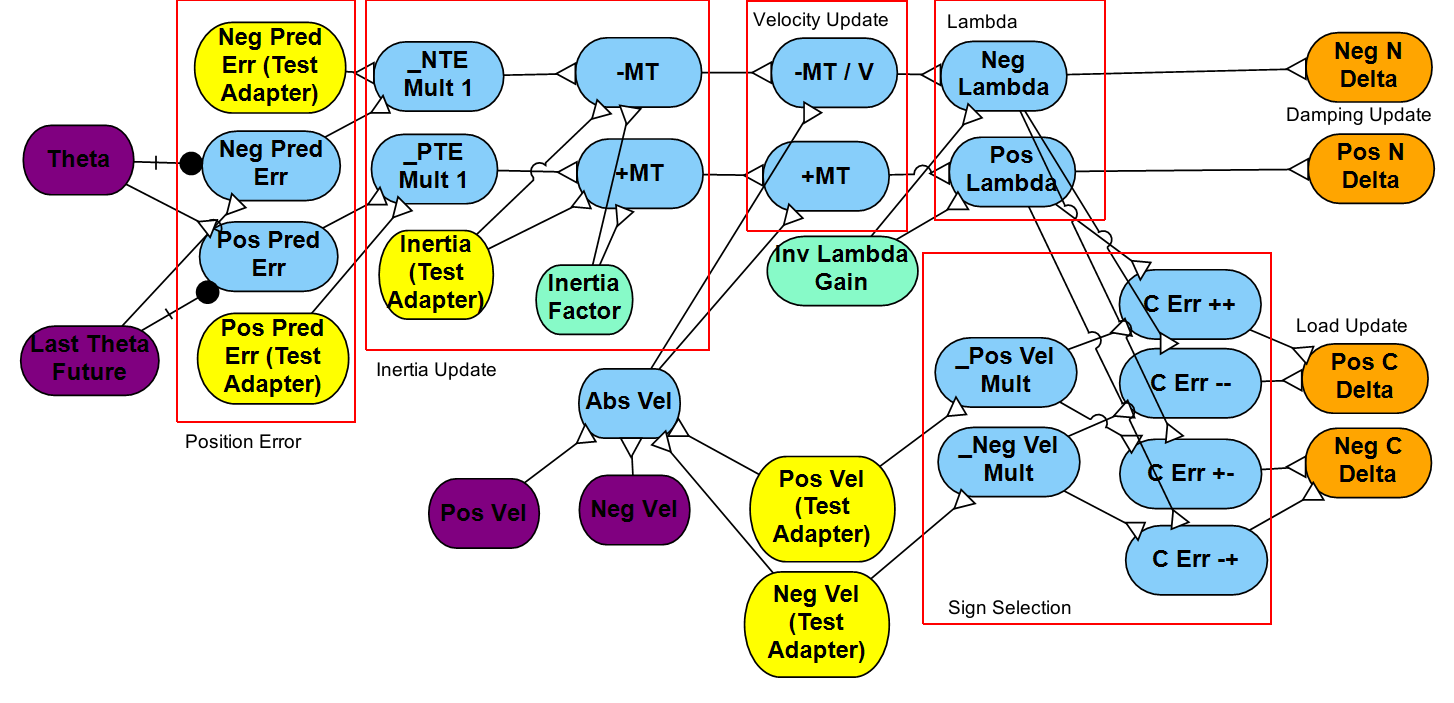 Neg Pred
Err (Test
Adapter)
_NTE
Mult 1
-MT
Velocity Update
-MT / V
Lambda
Neg
Lambda
Neg N
Delta
Damping Update
Theta
Neg Pred
Err
_PTE
Mult 1
+MT
+MT
Pos
Lambda
Pos N
Delta
Pos Pred
Err
Inertia
(Test
Adapter)
Inertia
Factor
Inv Lambda
Gain
Last Theta
Future
Pos Pred
Err (Test
Adapter)
Inertia Update
Position Error
Abs Vel
Pos Vel
Neg Vel
Pos Vel
(Test
Adapter)
Neg Vel
(Test
Adapter)
_Pos Vel
Mult
_Neg Vel
Mult
C Err ++
C Err --
C Err +-
C Err -+
Sign Selection
Load Update
Pos C
Delta
Neg C
Delta